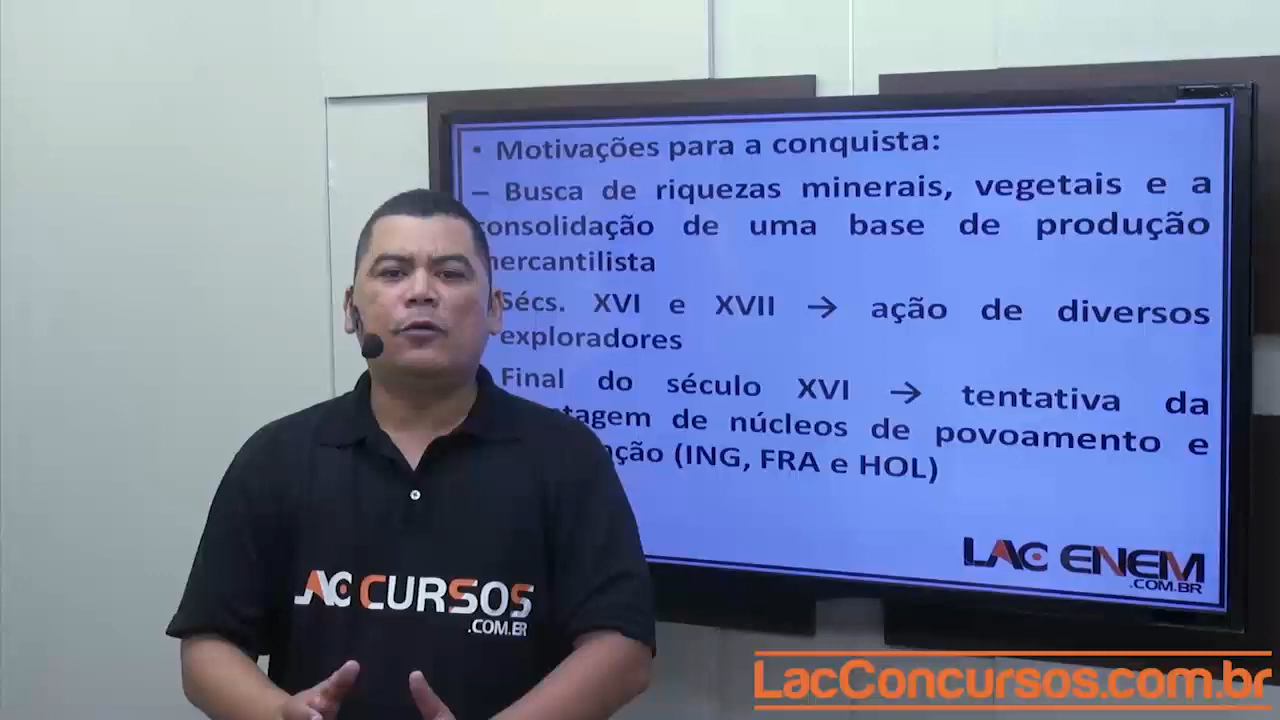 • Motivações para a conquista:
– Busca de riquezas minerais, vegetais e a
consolidação de uma base de produção
mercantilista
Sécs. XVI e XVII → ação de diversos
exploradores
Final do século XVI → tentativa da
de núcleos de povoamento e
(ING, FRA e HOL)
LAC ENEM
.COM.BR
LAC CURSOS
.COM.BR
LacConcursos.com.br